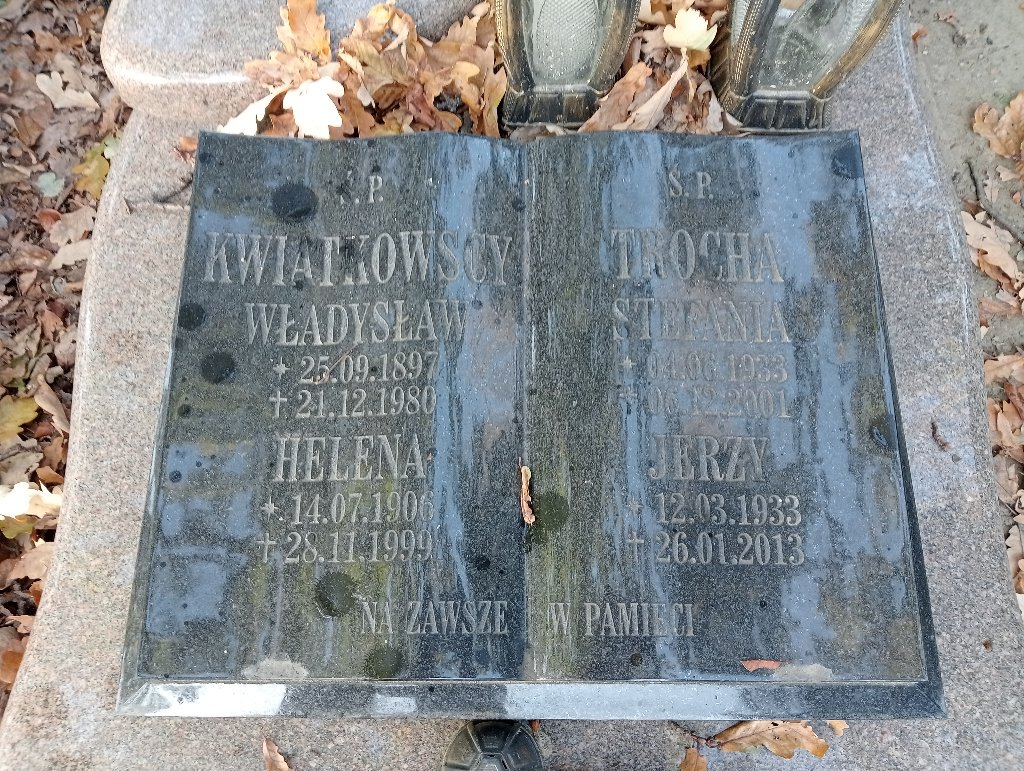 Ś.P.
KWIATKOWSCY
WŁADYSŁAW
* 25.09.1897
† 21.12.1980
HELENA
* 14.07.1906
† 28.11.1999
Ś.P.
TROCHA
STEFANIA
* 04.06.1933
† 06.12.2001
JERZY
* 12.03.1933
† 26.01.2013
NA ZAWSZE W PAMIĘCI